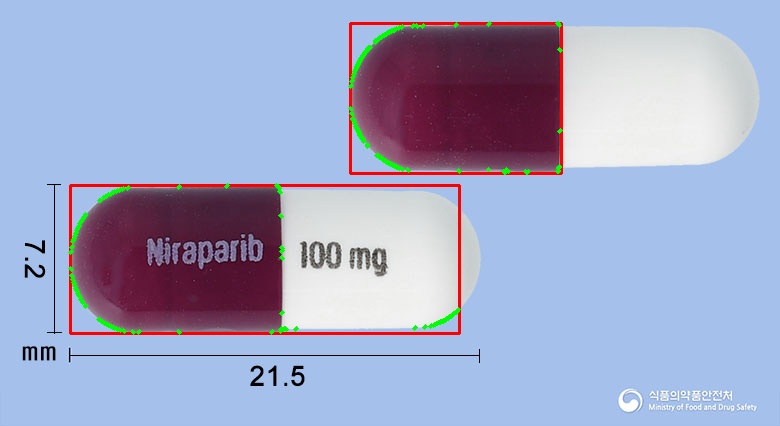 Niraparib 100 mg
7.2
mm
21.5
식품의약품안전처
Ministry of Food and Drug Safety